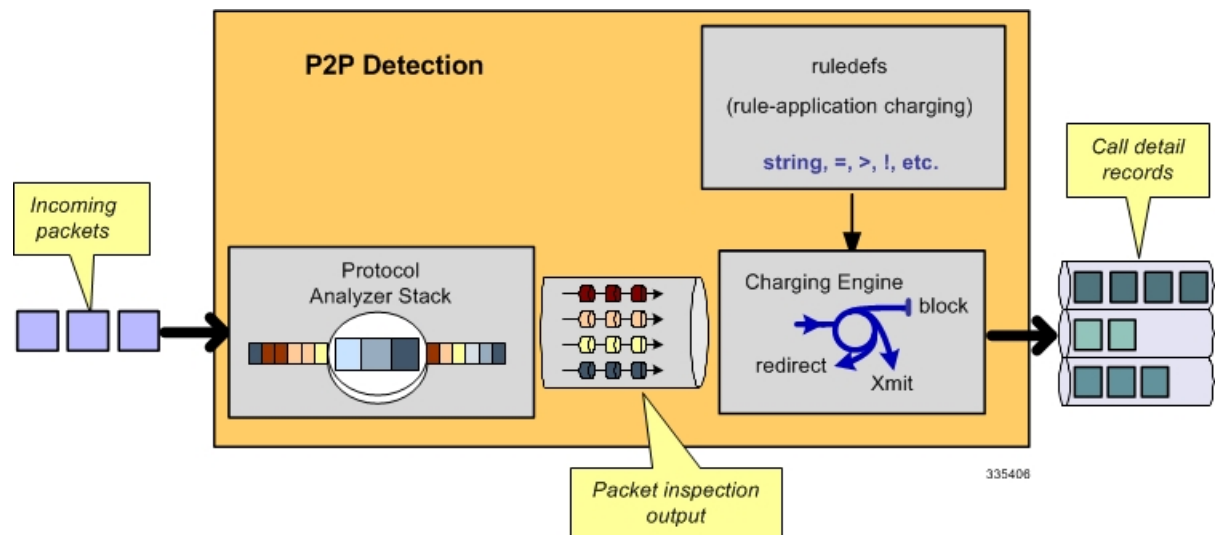 P2P Detection
ruledefs
(rule-application charging)
string, =, >, !, etc.
Call detail
records
Incoming
packets
Protocol
Analyzer Stack
Charging Engine
block
redirect
Xmit
Packet inspection
output
335406